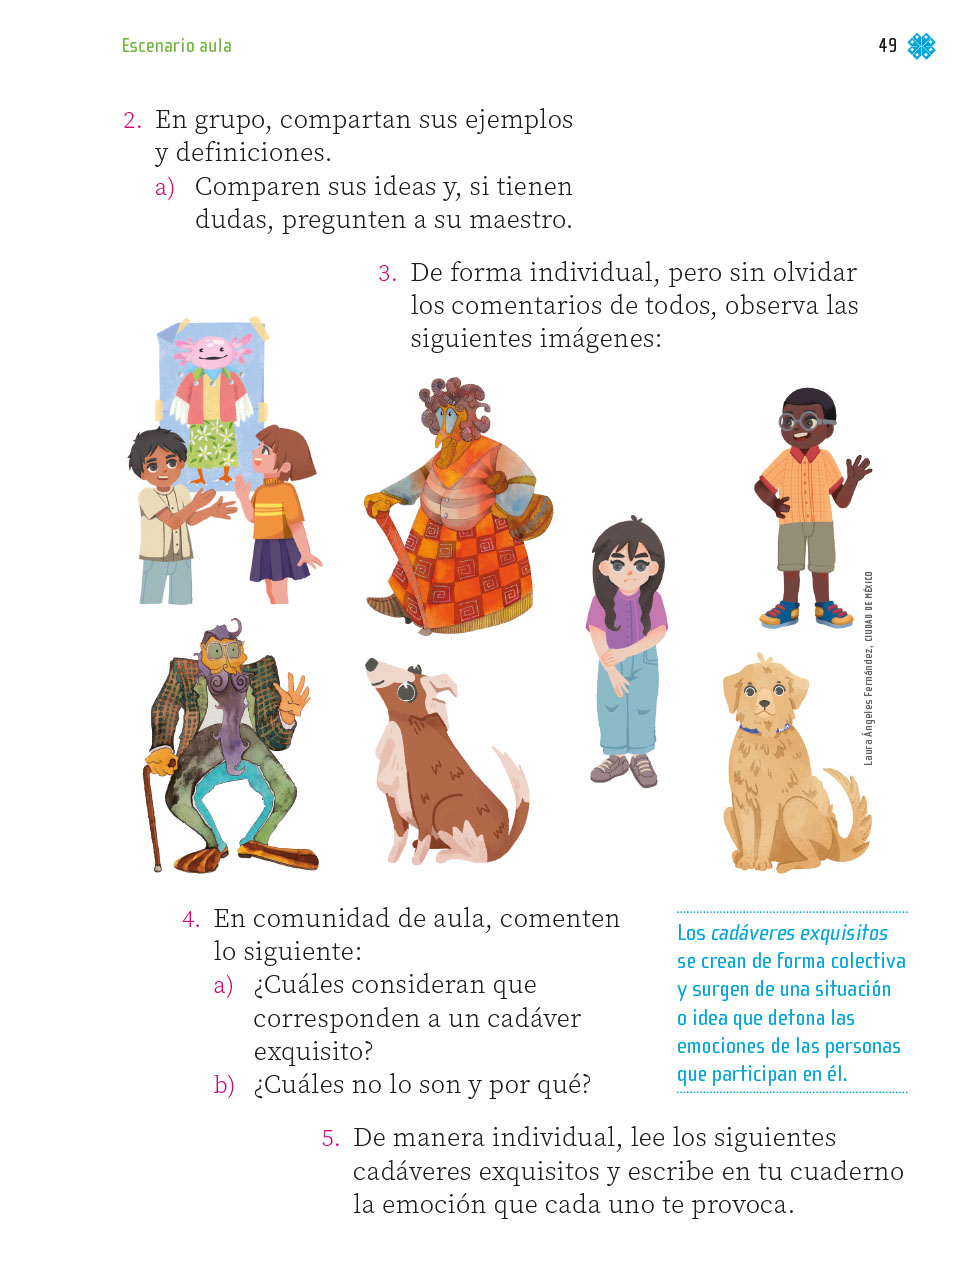 Escenario aula
49
2. En grupo, compartan sus ejemplos
y definiciones.
a) Comparen sus ideas y, si tienen
dudas, pregunten a su maestro.
3. De forma individual, pero sin olvidar
los comentarios de todos, observa las
siguientes imágenes:
Laura Ángeles Fernández, CIUDAD DE MÉXICO
4. En comunidad de aula, comenten
lo siguiente:
a) ¿Cuáles consideran que
corresponden a un cadáver
exquisito?
b) ¿Cuáles no lo son y por qué?
Los cadáveres exquisitos
se crean de forma colectiva
y surgen de una situación
o idea que detona las
emociones de las personas
que participan en él.
5. De manera individual, lee los siguientes
cadáveres exquisitos y escribe en tu cuaderno
la emoción que cada uno te provoca.